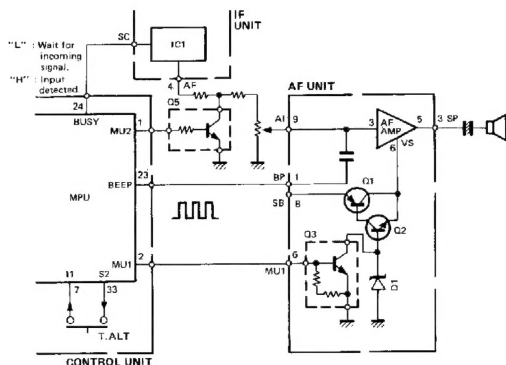 IF UNIT
"L" : Wait for
incoming
signal.
"H" : Input
detected.
SC
IC1
4
AF
24
BUSY
Q5
MU2
1
AI
9
AF UNIT
3
AF
AMP
5
3
SP
6
VS
BEEP
23
BP
1
SB
8
Q1
Q2
MPU
Q3
MU1
2
6
MU1
D1
I1
S2
7
33
T.ALT
CONTROL UNIT